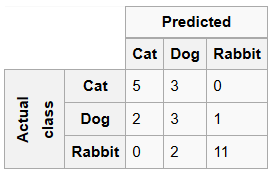 Predicted
Cat Dog Rabbit
Actual class
Cat 5 3 0
Dog 2 3 1
Rabbit 0 2 11